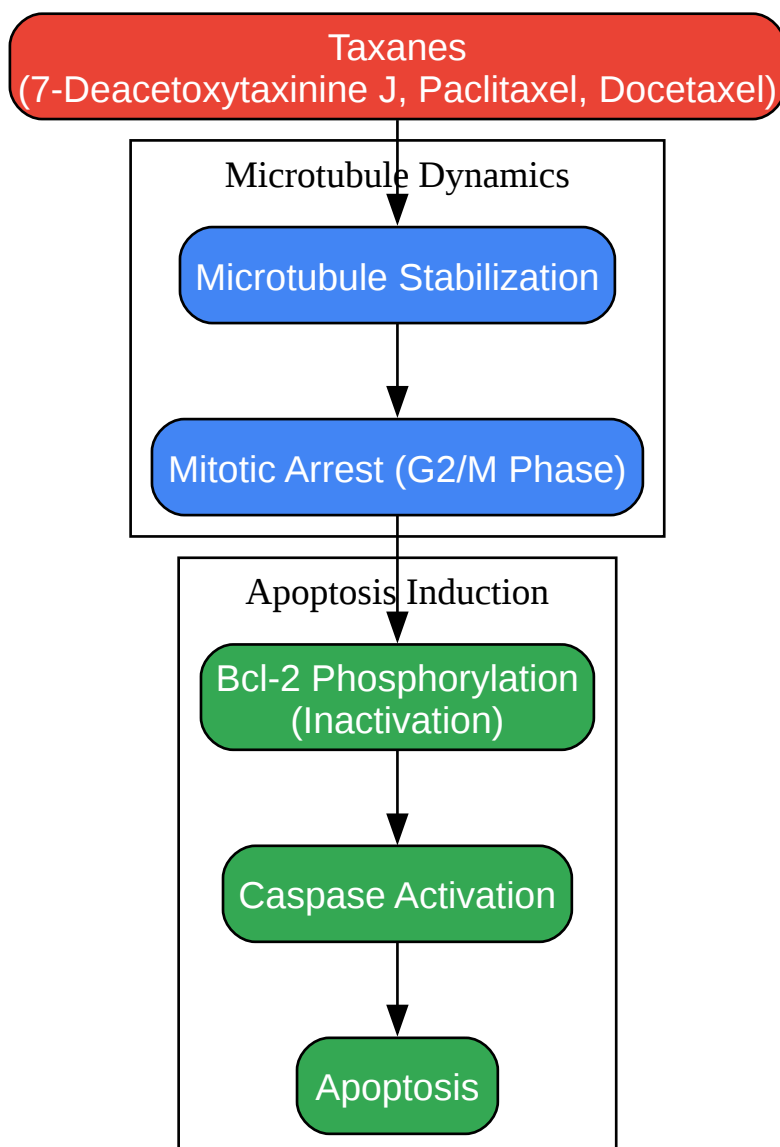 Taxanes
(7-Deacetoxytaxinine J, Paclitaxel, Docetaxel)
Microtubule Dynamics
Microtubule Stabilization
Mitotic Arrest (G2/M Phase)
Apoptosis Induction
Bcl-2 Phosphorylation
(Inactivation)
Caspase Activation
Apoptosis